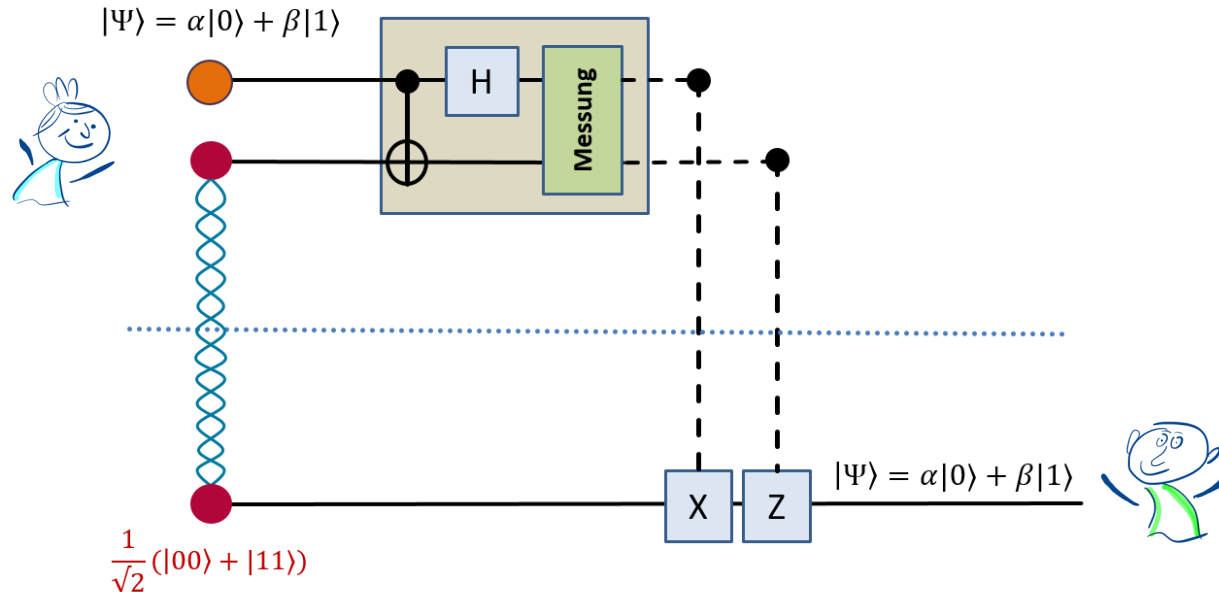 |Ψ⟩ = α|0⟩ + β|1⟩
H
Messung
X
Z
|Ψ⟩ = α|0⟩ + β|1⟩
1/√2 (|00⟩ + |11⟩)